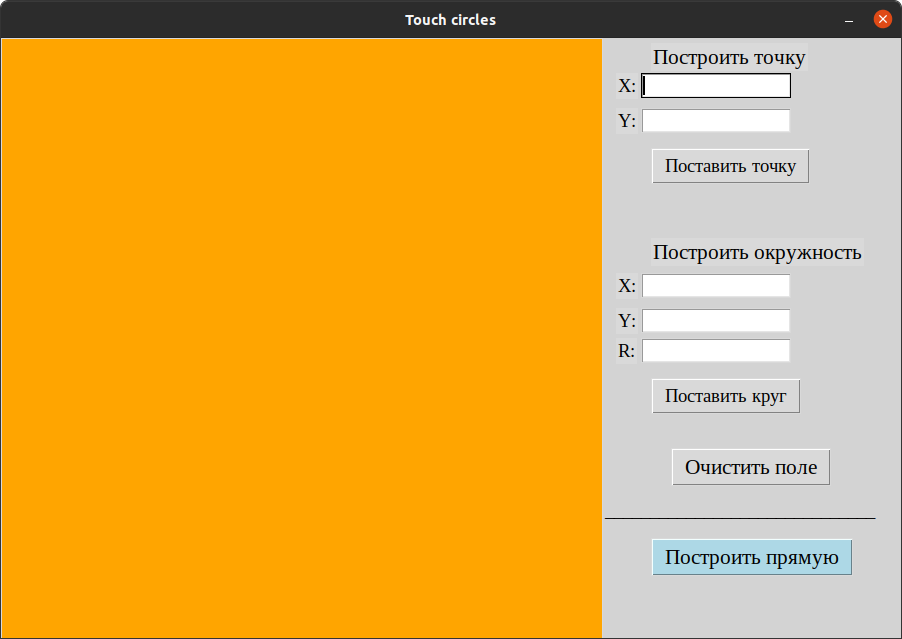 Touch circles
Построить точку
X:
Y:
Поставить точку
Построить окружность
X:
Y:
R:
Поставить круг
Очистить поле
Построить прямую